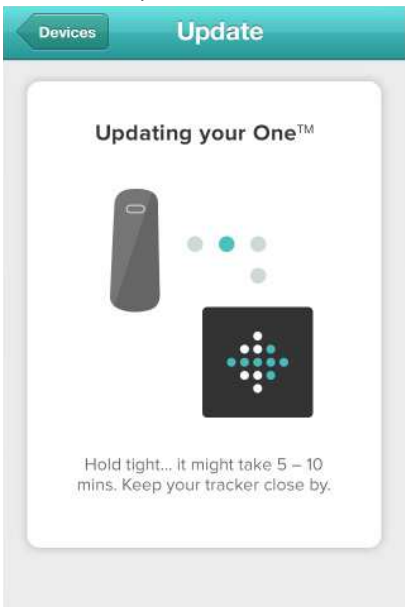 Devices
Update
Updating your One™
Hold tight... it might take 5 – 10
mins. Keep your tracker close by.